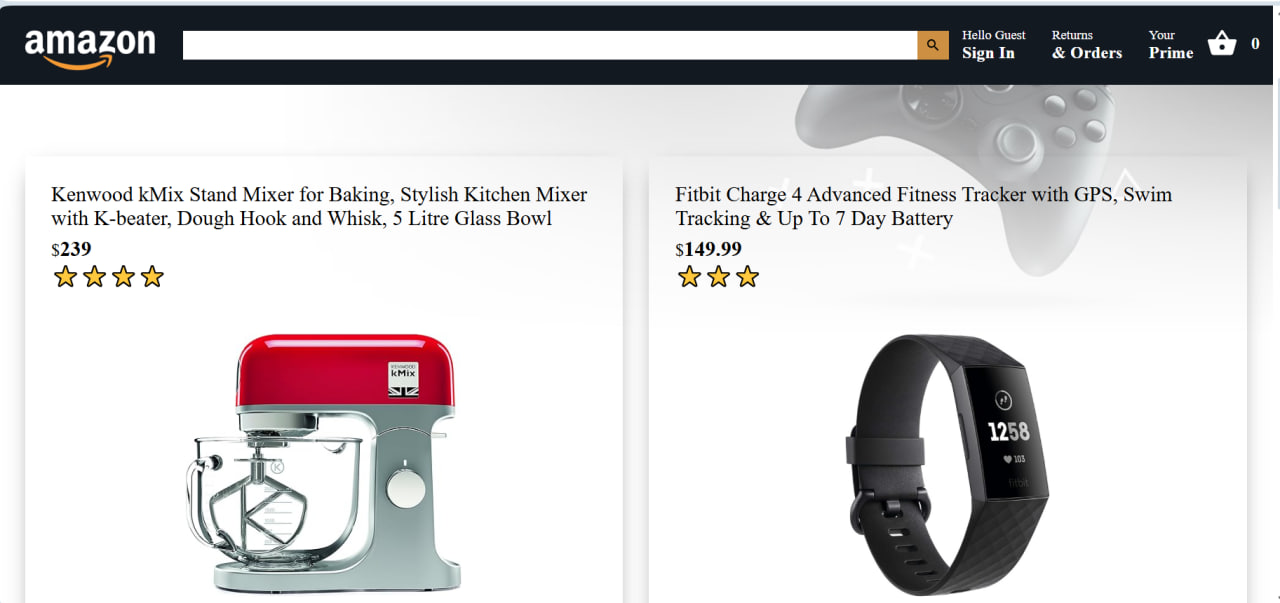 amazon
Hello Guest
Sign In
Returns
& Orders
Your
Prime
0
Kenwood kMix Stand Mixer for Baking, Stylish Kitchen Mixer
with K-beater, Dough Hook and Whisk, 5 Litre Glass Bowl
$239
KENWOOD
kMix
K
Fitbit Charge 4 Advanced Fitness Tracker with GPS, Swim
Tracking & Up To 7 Day Battery
$149.99
1258
103
fitbit